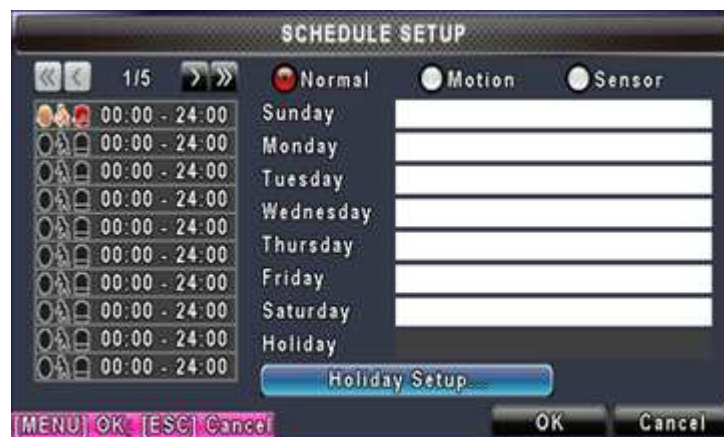 SCHEDULE SETUP
1/5
Normal Motion Sensor
00:00 - 24:00
00:00 - 24:00
00:00 - 24:00
00:00 - 24:00
00:00 - 24:00
00:00 - 24:00
00:00 - 24:00
00:00 - 24:00
00:00 - 24:00
00:00 - 24:00
Sunday
Monday
Tuesday
Wednesday
Thursday
Friday
Saturday
Holiday
Holiday Setup...
[MENU] OK, [ESC] Cancel
OK Cancel